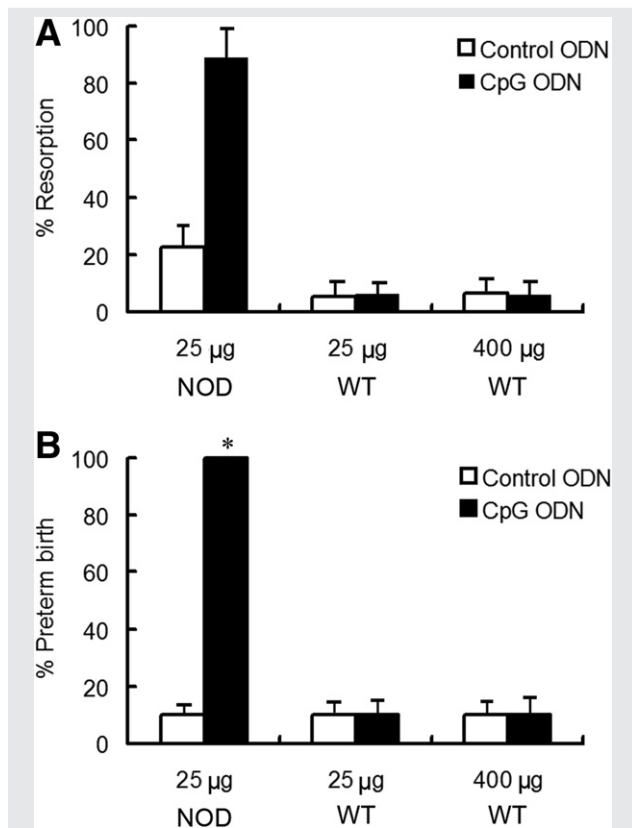 A
% Resorption
100
80
60
40
20
0
Control ODN
CpG ODN
25 µg
25 µg
400 µg
NOD
WT
WT
B
% Preterm birth
100
80
60
40
20
0
*
Control ODN
CpG ODN
25 µg
25 µg
400 µg
NOD
WT
WT